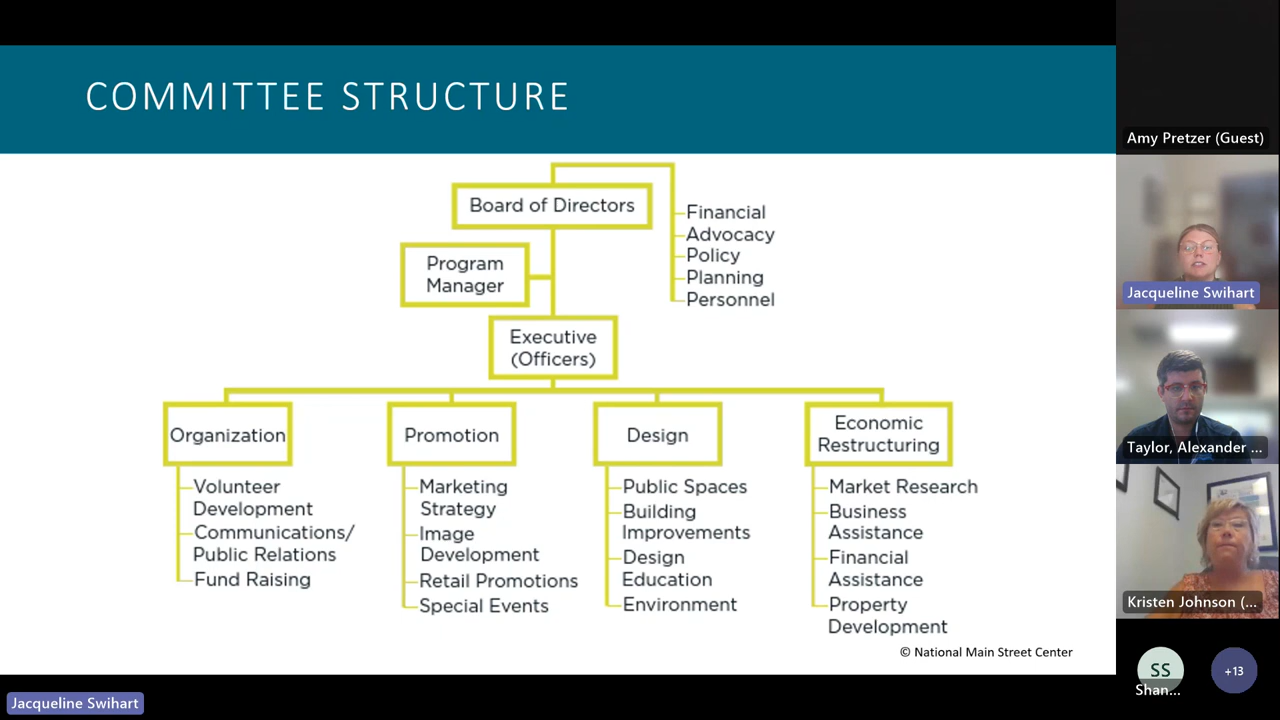 COMMITTEE STRUCTURE
Board of Directors
Financial
Advocacy
Policy
Planning
Personnel
Program
Manager
Executive
(Officers)
Organization
Volunteer
Development
Communications/
Public Relations
Fund Raising
Promotion
Marketing
Strategy
Image
Development
Retail Promotions
Special Events
Design
Public Spaces
Building
Improvements
Design
Education
Environment
Economic
Restructuring
Market Research
Business
Assistance
Financial
Assistance
Property
Development
© National Main Street Center
Amy Pretzer (Guest)
Jacqueline Swihart
Taylor, Alexander ...
Kristen Johnson (...
SS
Shan...
+13
Jacqueline Swihart